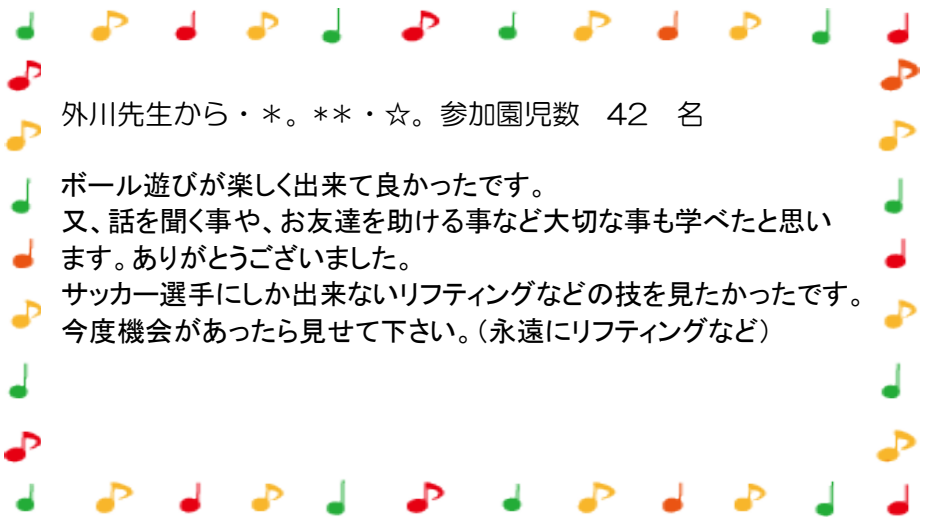 外川先生から・＊。＊＊・☆。参加園児数　42　名
ボール遊びが楽しく出来て良かったです。
又、話を聞く事や、お友達を助ける事など大切な事も学べたと思い
ます。ありがとうございました。
サッカー選手にしか出来ないリフティングなどの技を見たかったです。
今度機会があったら見せて下さい。（永遠にリフティングなど）